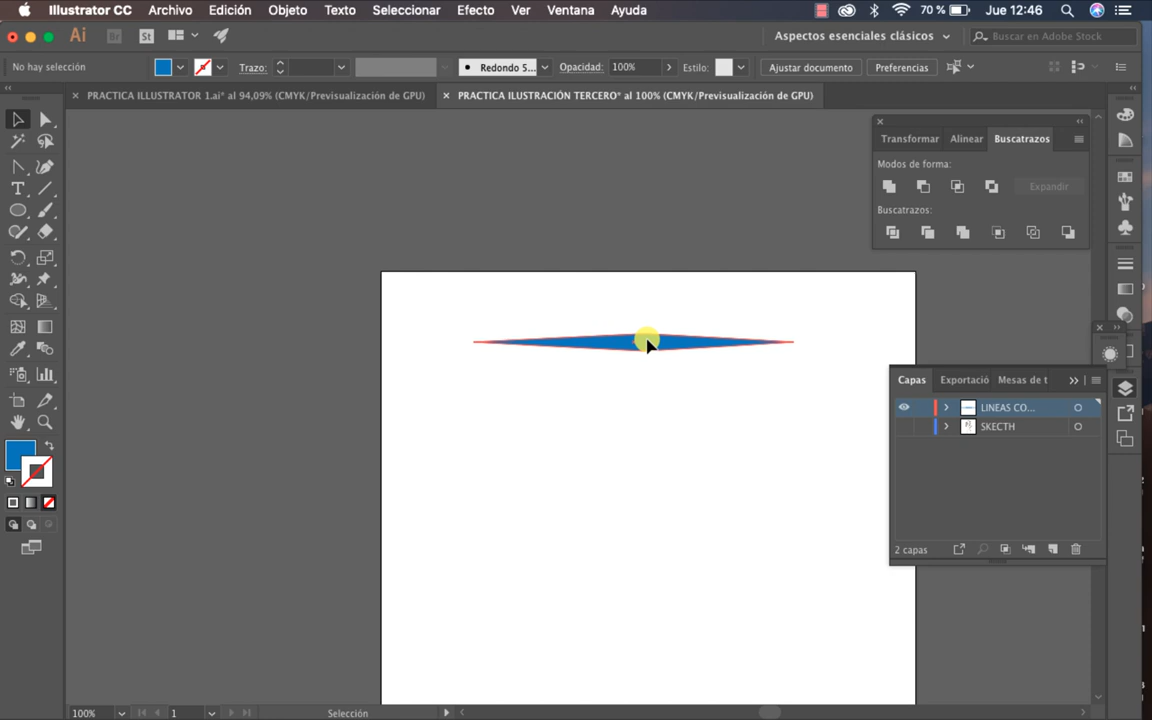 Illustrator CC Archivo Edición Objeto Texto Seleccionar Efecto Ver Ventana Ayuda 70 % Jue 12:46
Ai Br St Aspectos esenciales clásicos Buscar en Adobe Stock
No hay selección Trazo: Redondo 5... Opacidad: 100% Estilo: Ajustar documento Preferencias
PRACTICA ILLUSTRATOR 1.ai* al 94,09% (CMYK/Previsualización de GPU) PRACTICA ILUSTRACIÓN TERCERO* al 100% (CMYK/Previsualización de GPU)
Transformar Alinear Buscatrazos
Modos de forma:
Expandir
Buscatrazos:
Capas Exportació Mesas de t
LINEAS CO...
SKECTH
2 capas
100% 1 Selección